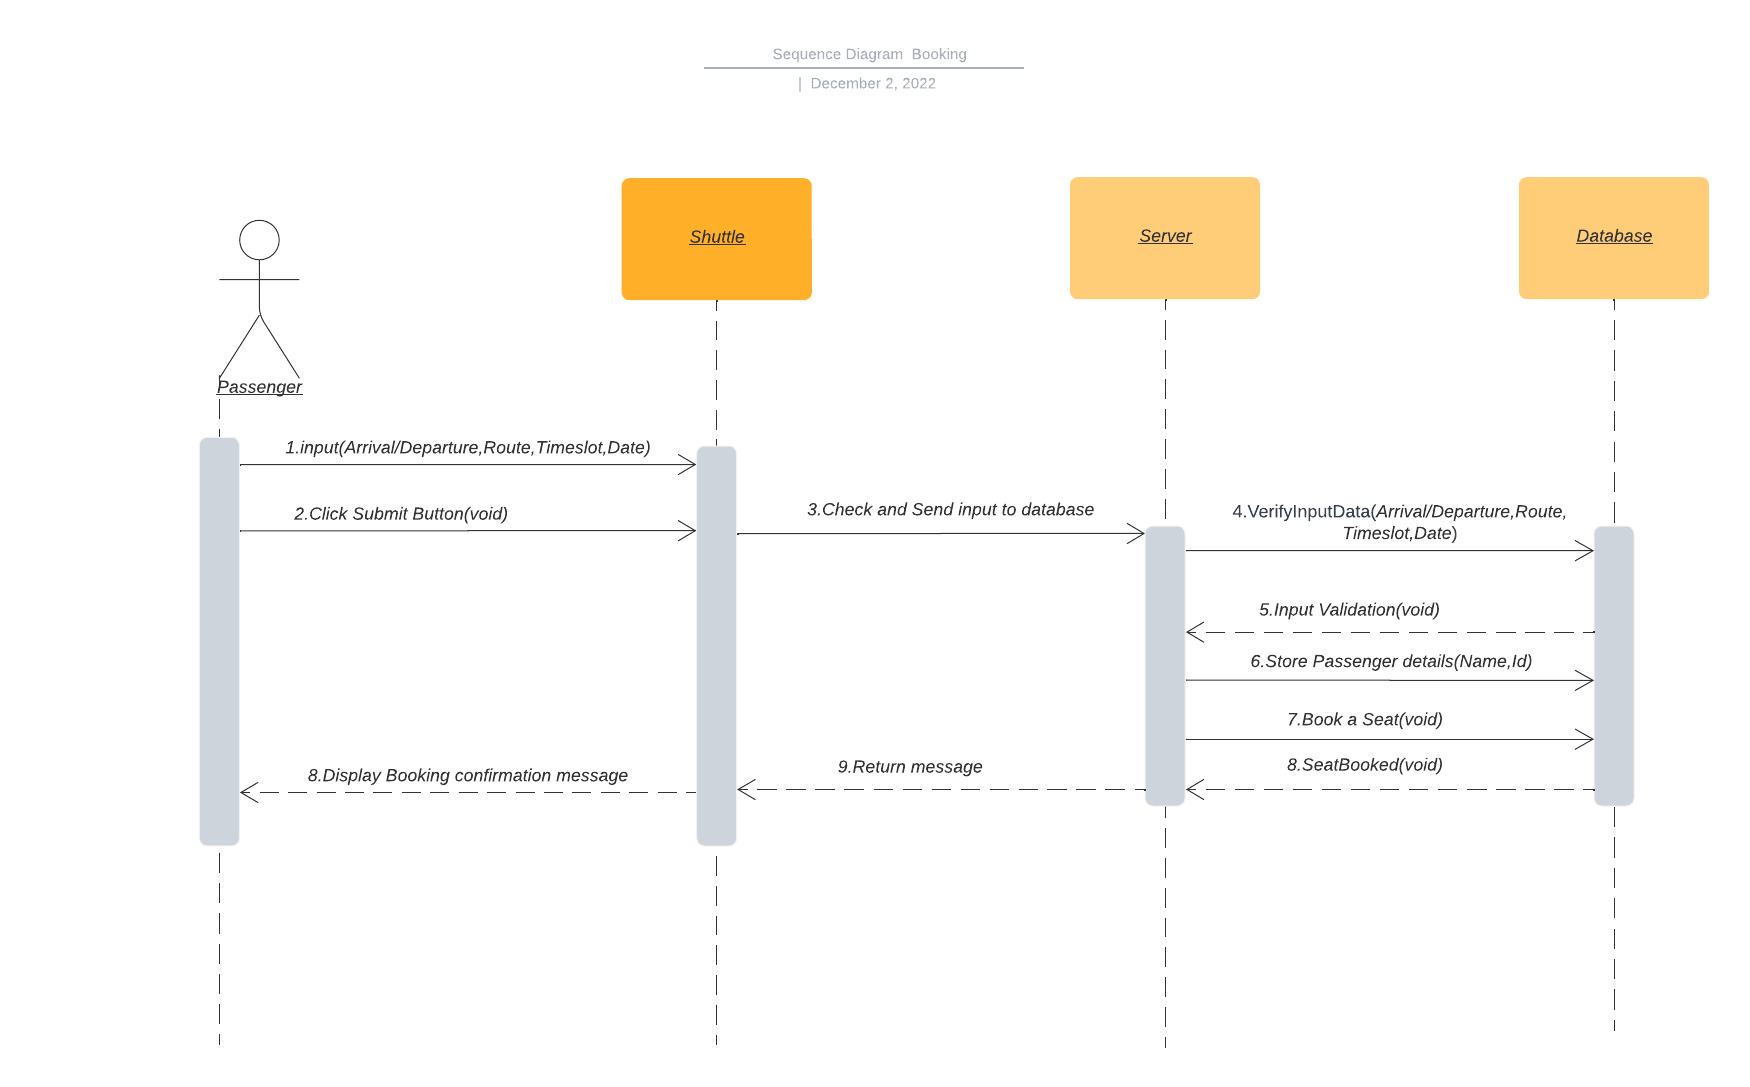 Sequence Diagram  Booking
|  December 2, 2022
Shuttle
Server
Database
Passenger
1.input(Arrival/Departure,Route,Timeslot,Date)
2.Click Submit Button(void)
3.Check and Send input to database
4.VerifyInputData(Arrival/Departure,Route,
Timeslot,Date)
5.Input Validation(void)
6.Store Passenger details(Name,Id)
7.Book a Seat(void)
8.SeatBooked(void)
9.Return message
8.Display Booking confirmation message